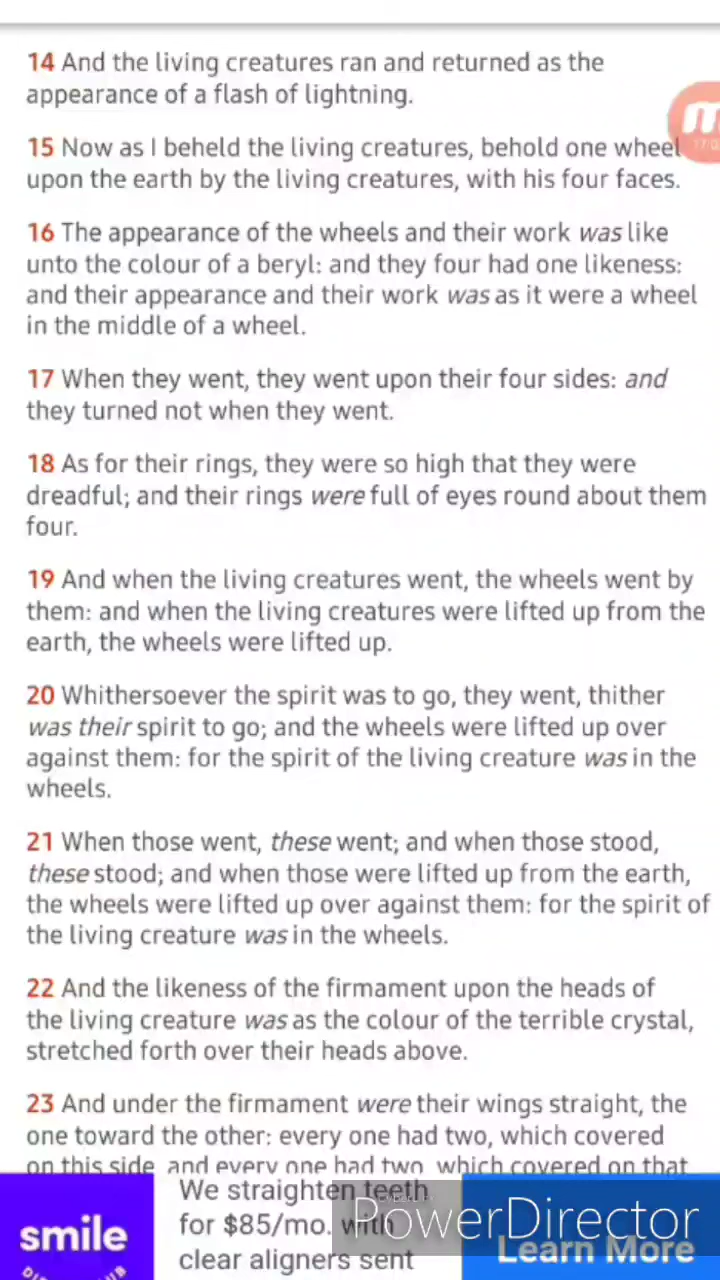 14 And the living creatures ran and returned as the
appearance of a flash of lightning.
15 Now as I beheld the living creatures, behold one wheel
upon the earth by the living creatures, with his four faces.
16 The appearance of the wheels and their work was like
unto the colour of a beryl: and they four had one likeness:
and their appearance and their work was as it were a wheel
in the middle of a wheel.
17 When they went, they went upon their four sides: and
they turned not when they went.
18 As for their rings, they were so high that they were
dreadful; and their rings were full of eyes round about them
four.
19 And when the living creatures went, the wheels went by
them: and when the living creatures were lifted up from the
earth, the wheels were lifted up.
20 Whithersoever the spirit was to go, they went, thither
was their spirit to go; and the wheels were lifted up over
against them: for the spirit of the living creature was in the
wheels.
21 When those went, these went; and when those stood,
these stood; and when those were lifted up from the earth,
the wheels were lifted up over against them: for the spirit of
the living creature was in the wheels.
22 And the likeness of the firmament upon the heads of
the living creature was as the colour of the terrible crystal,
stretched forth over their heads above.
23 And under the firmament were their wings straight, the
one toward the other: every one had two, which covered
on this side, and every one had two, which covered on that
We straighten teeth
for $85/mo. with
clear aligners sent
smile
PowerDirector
Learn More